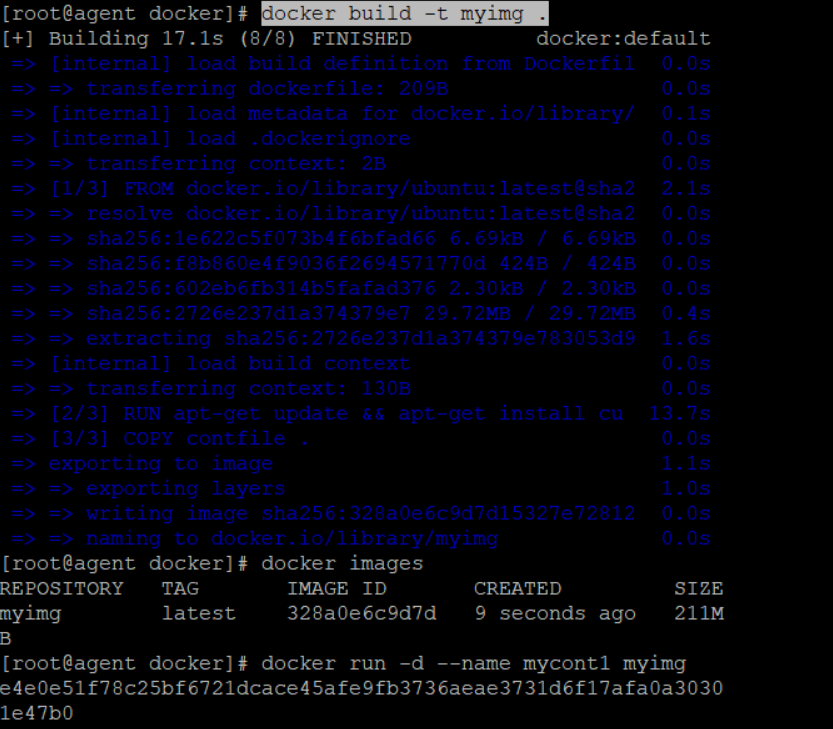 [root@agent docker]# docker build -t myimg .
[+] Building 17.1s (8/8) FINISHED docker:default
=> [internal] load build definition from Dockerfil 0.0s
=> => transferring dockerfile: 209B 0.0s
=> [internal] load metadata for docker.io/library/ 0.1s
=> [internal] load .dockerignore 0.0s
=> => transferring context: 2B 0.0s
=> [1/3] FROM docker.io/library/ubuntu:latest@sha2 2.1s
=> => resolve docker.io/library/ubuntu:latest@sha2 0.0s
=> => sha256:1e622c5f073b4f6bfad66 6.69kB / 6.69kB 0.0s
=> => sha256:f8b860e4f9036f2694571770d 424B / 424B 0.0s
=> => sha256:602eb6fb314b5fafad376 2.30kB / 2.30kB 0.0s
=> => sha256:2726e237d1a374379e7 29.72MB / 29.72MB 0.4s
=> => extracting sha256:2726e237d1a374379e783053d9 1.6s
=> [internal] load build context 0.0s
=> => transferring context: 130B 0.0s
=> [2/3] RUN apt-get update && apt-get install cu 13.7s
=> [3/3] COPY contfile . 0.0s
=> exporting to image 1.1s
=> => exporting layers 1.0s
=> => writing image sha256:328a0e6c9d7d15327e72812 0.0s
=> => naming to docker.io/library/myimg 0.0s
[root@agent docker]# docker images
REPOSITORY TAG IMAGE ID CREATED SIZE
myimg latest 328a0e6c9d7d 9 seconds ago 211M
B
[root@agent docker]# docker run -d --name mycont1 myimg
e4e0e51f78c25bf6721dcace45afe9fb3736aeae3731d6f17afa0a3030
1e47b0